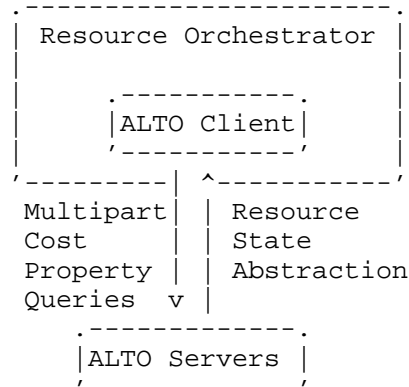 Resource Orchestrator
ALTO Client
Multipart Resource
Cost State
Property Abstraction
Queries
ALTO Servers